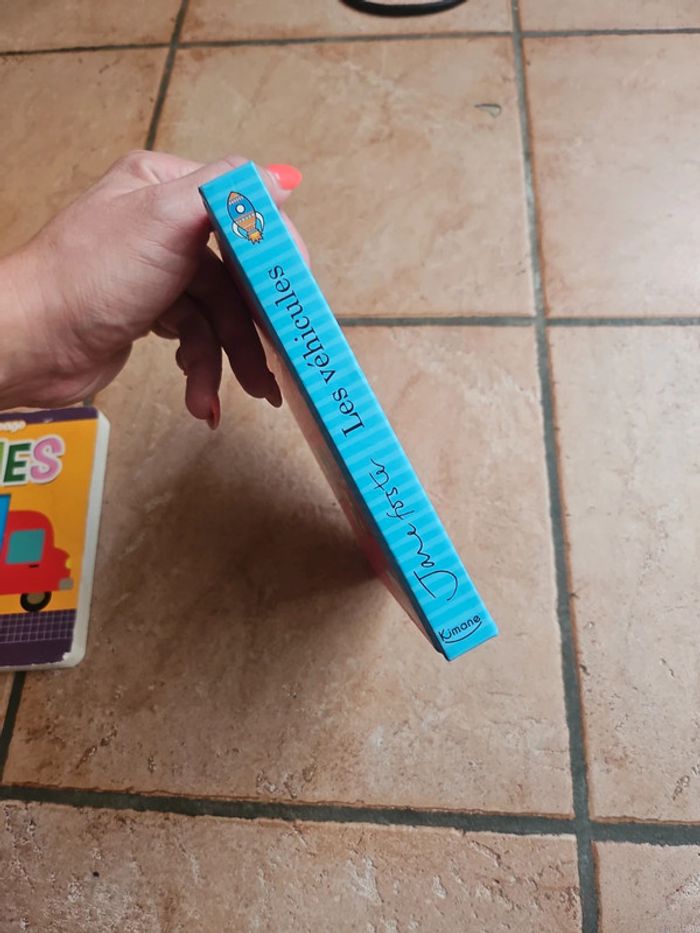 Les véhicules
Jane foster
Kimane
ES